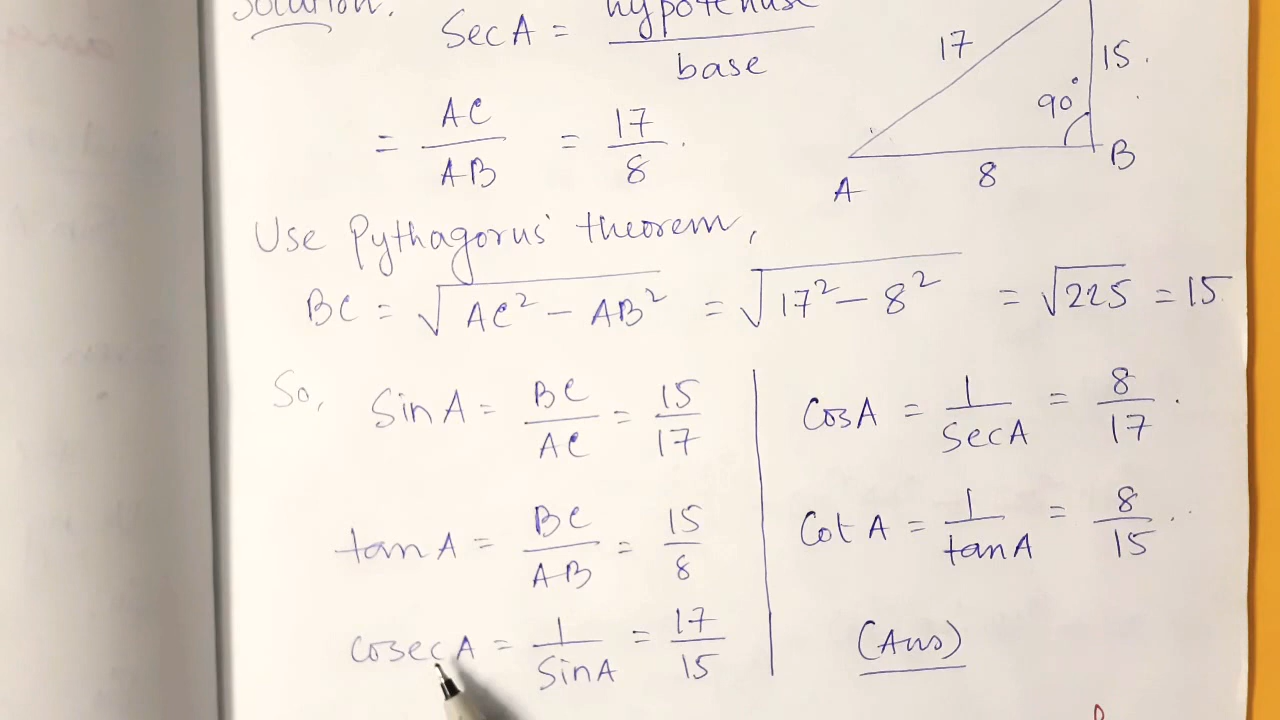 Solution.
Sec A = hypotenuse / base
= AC / AB = 17 / 8 .
17
15 .
90°
A
8
B
Use Pythagorus' theorem,
BC = √AC² − AB² = √17² − 8² = √225 = 15
So, Sin A = BC / AC = 15 / 17
tan A = BC / AB = 15 / 8
cosec A = 1 / Sin A = 17 / 15
Cos A = 1 / Sec A = 8 / 17 .
Cot A = 1 / tan A = 8 / 15 ..
(Ans)